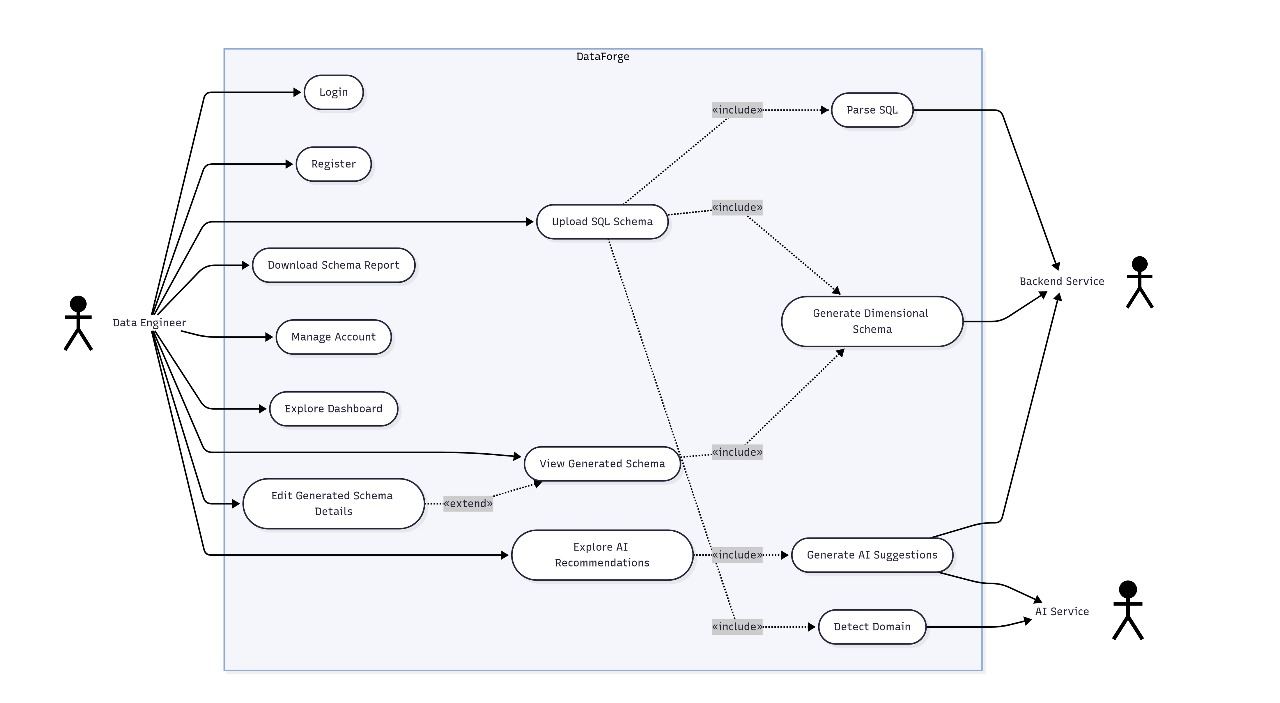 DataForge
Login
«include»
Parse SQL
Register
«include»
Upload SQL Schema
Download Schema Report
Backend Service
Generate Dimensional
Schema
Data Engineer
Manage Account
Explore Dashboard
«include»
View Generated Schema
Edit Generated Schema
Details
«extend»
Explore AI
Recommendations
«include»
Generate AI Suggestions
AI Service
«include»
Detect Domain